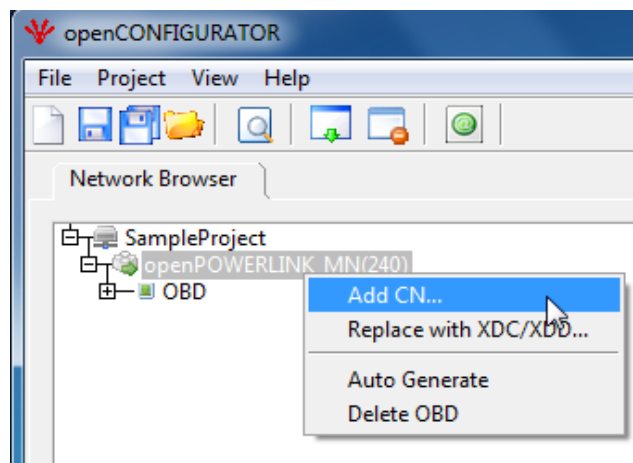 openCONFIGURATOR
File Project View Help
Network Browser
SampleProject
openPOWERLINK_MN(240)
OBD
Add CN...
Replace with XDC/XDD...
Auto Generate
Delete OBD